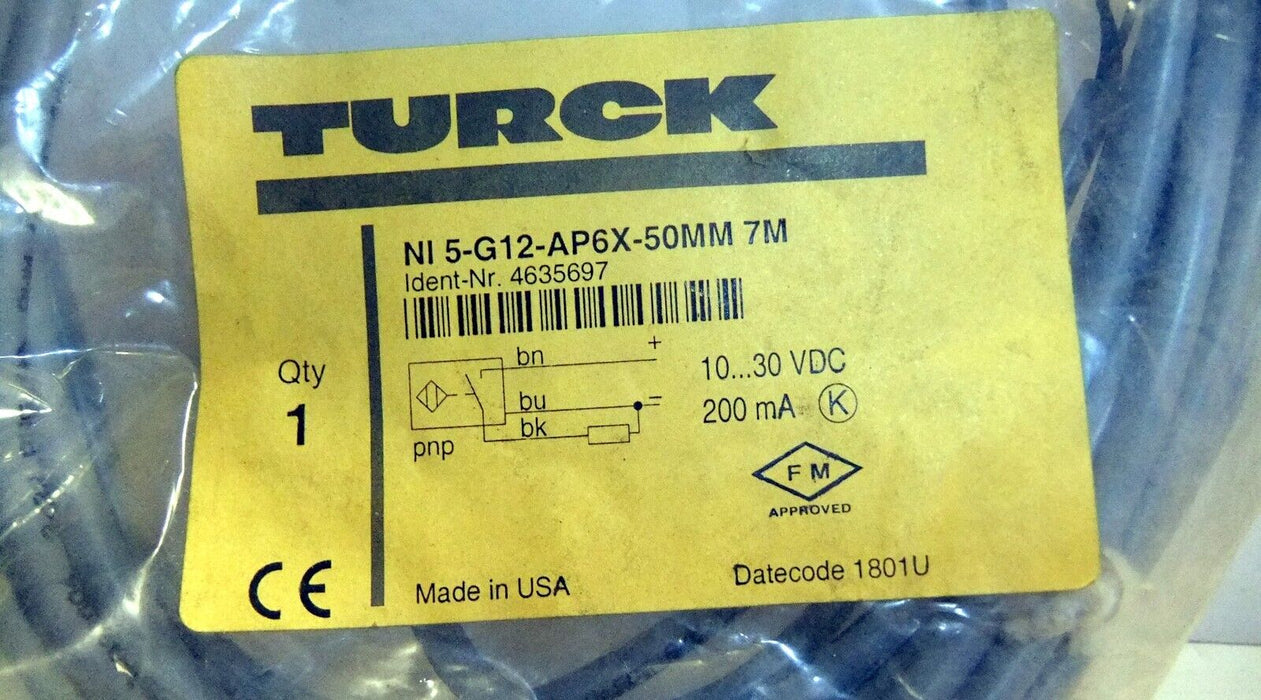 TURCK
NI 5-G12-AP6X-50MM 7M
Ident-Nr. 4635697
Qty
1
bn
+
bu
-
bk
pnp
10...30 VDC
200 mA K
FM
APPROVED
CE
Made in USA
Datecode 1801U